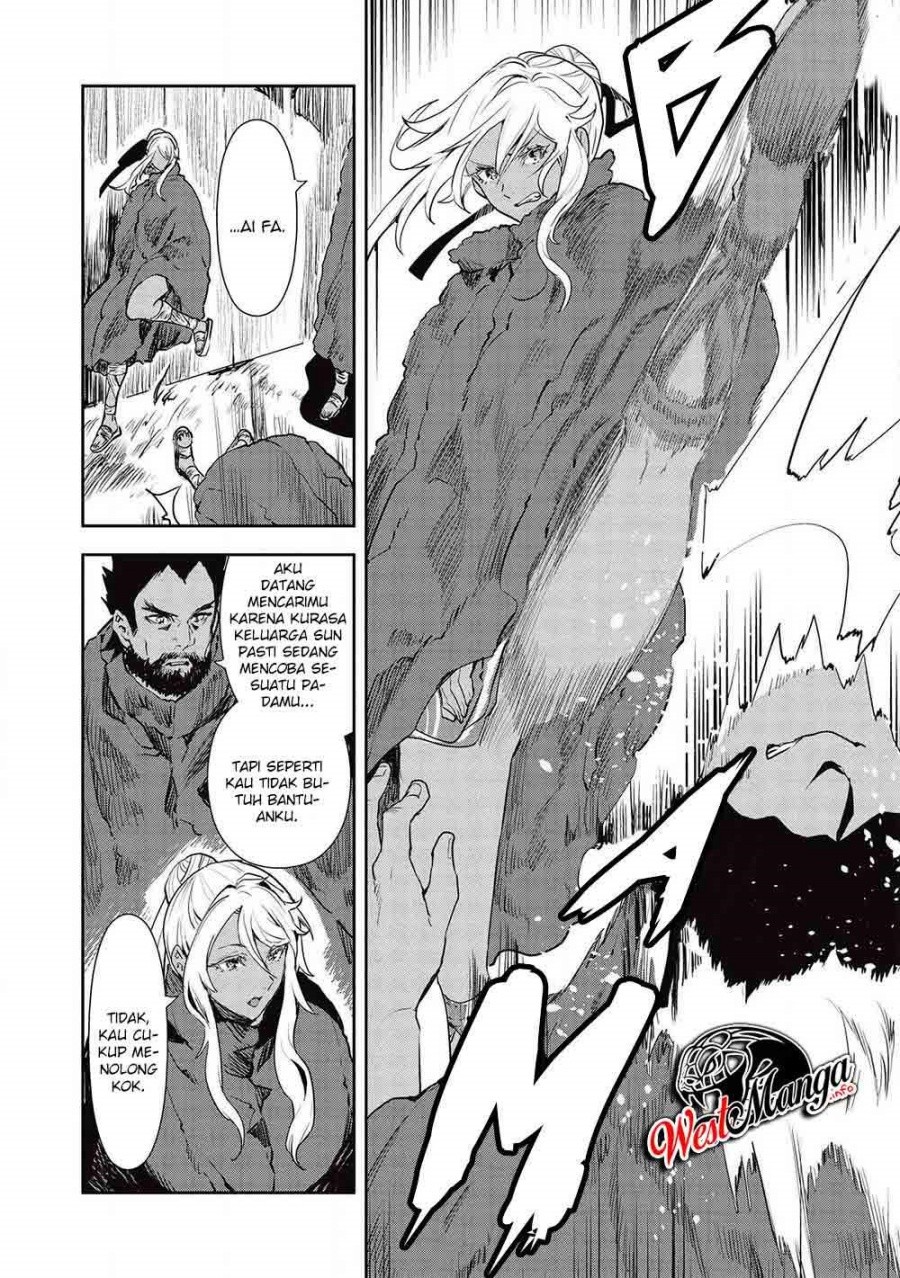 BAM
...AI FA.
AKU
DATANG
MENCARIMU
KARENA KURASA
KELUARGA SUN
PASTI SEDANG
MENCOBA SE-
SUATU PA-
DAMU...
TAPI SEPERTI
KAU TIDAK BU-
TUH BANTU-
ANKU.
TIDAK,
KAU CU-
KUP ME-
NOLONG
KOK.
WestManga
.info